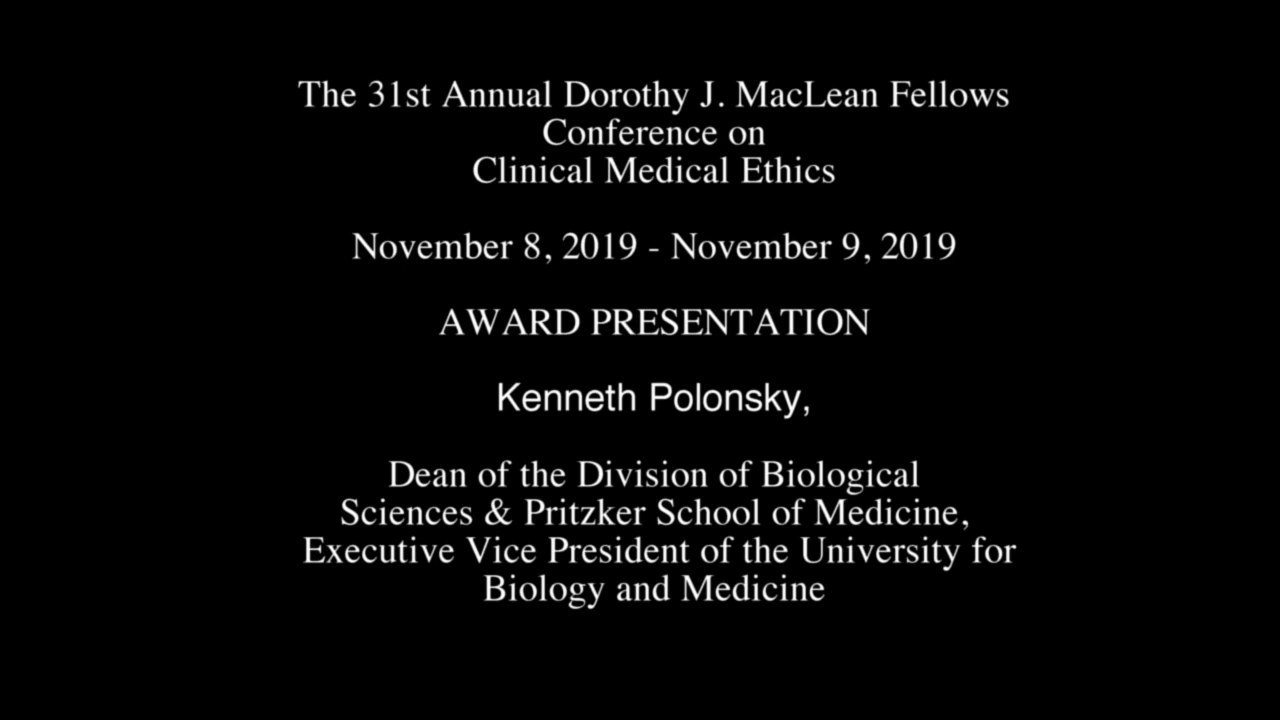 The 31st Annual Dorothy J. MacLean Fellows
Conference on
Clinical Medical Ethics
November 8, 2019 - November 9, 2019
AWARD PRESENTATION
Kenneth Polonsky,
Dean of the Division of Biological
Sciences & Pritzker School of Medicine,
Executive Vice President of the University for
Biology and Medicine